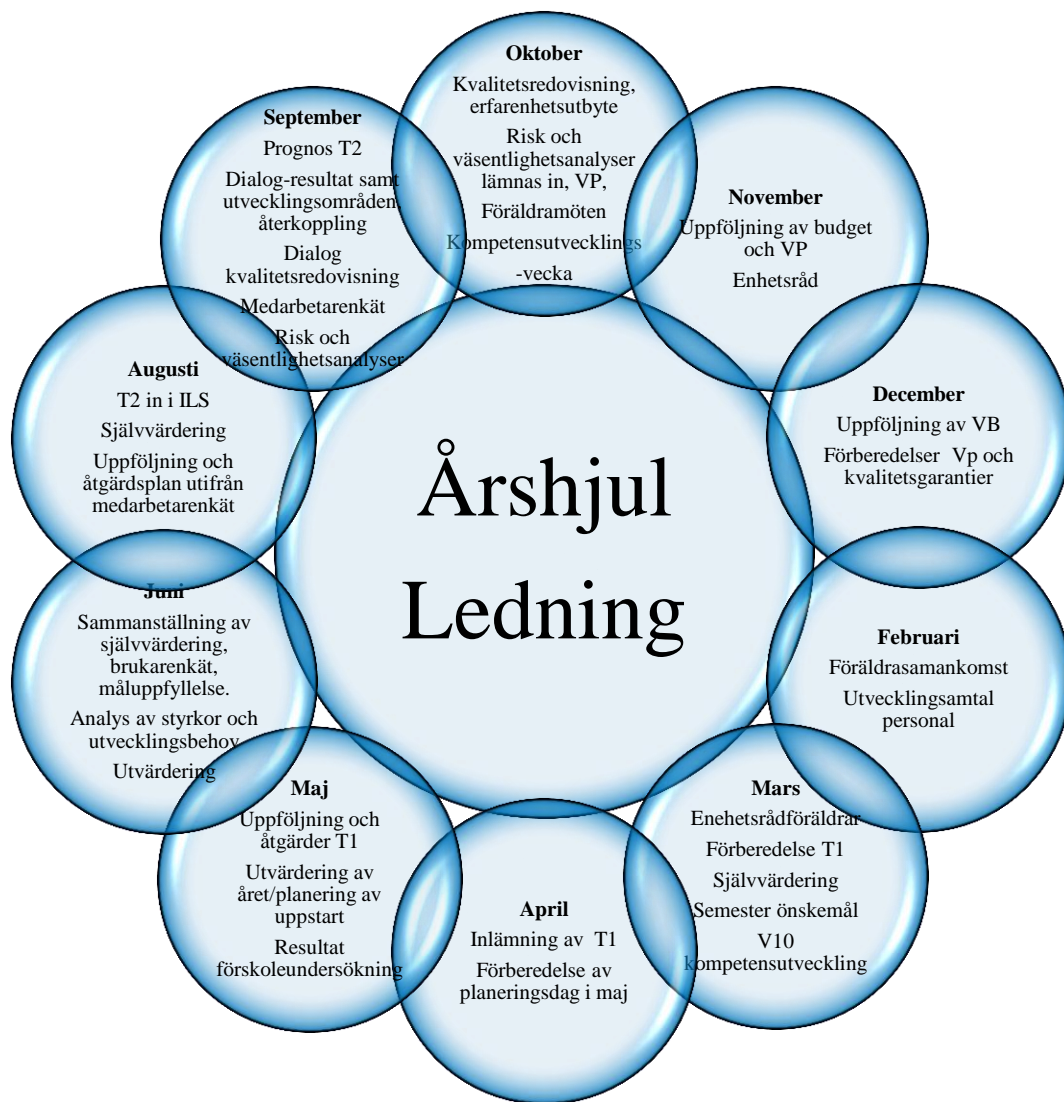 Oktober
Kvalitetsredovisning,
erfarenhetsutbyte
Risk och
väsentlighetsanalyser
lämnas in, VP,
Föräldramöten
Kompetensutvecklings
-vecka
November
Uppföljning av budget
och VP
Enhetsråd
December
Uppföljning av VB
Förberedelser  Vp och
kvalitetsgarantier
Februari
Föräldrasamankomst
Utvecklingsamtal
personal
Mars
Enehetsrådföräldrar
Förberedelse T1
Självvärdering
Semester önskemål
V10
kompetensutveckling
April
Inlämning av  T1
Förberedelse av
planeringsdag i maj
Maj
Uppföljning och
åtgärder T1
Utvärdering av
året/planering av
uppstart
Resultat
förskoleundersökning
Juni
Sammanställning av
självvärdering,
brukarenkät,
måluppfyllelse.
Analys av styrkor och
utvecklingsbehov
Utvärdering
Augusti
T2 in i ILS
Självvärdering
Uppföljning och
åtgärdsplan utifrån
medarbetarenkät
September
Prognos T2
Dialog-resultat samt
utvecklingsområden,
återkoppling
Dialog
kvalitetsredovisning
Medarbetarenkät
Risk och
väsentlighetsanalyser
Årshjul
Ledning